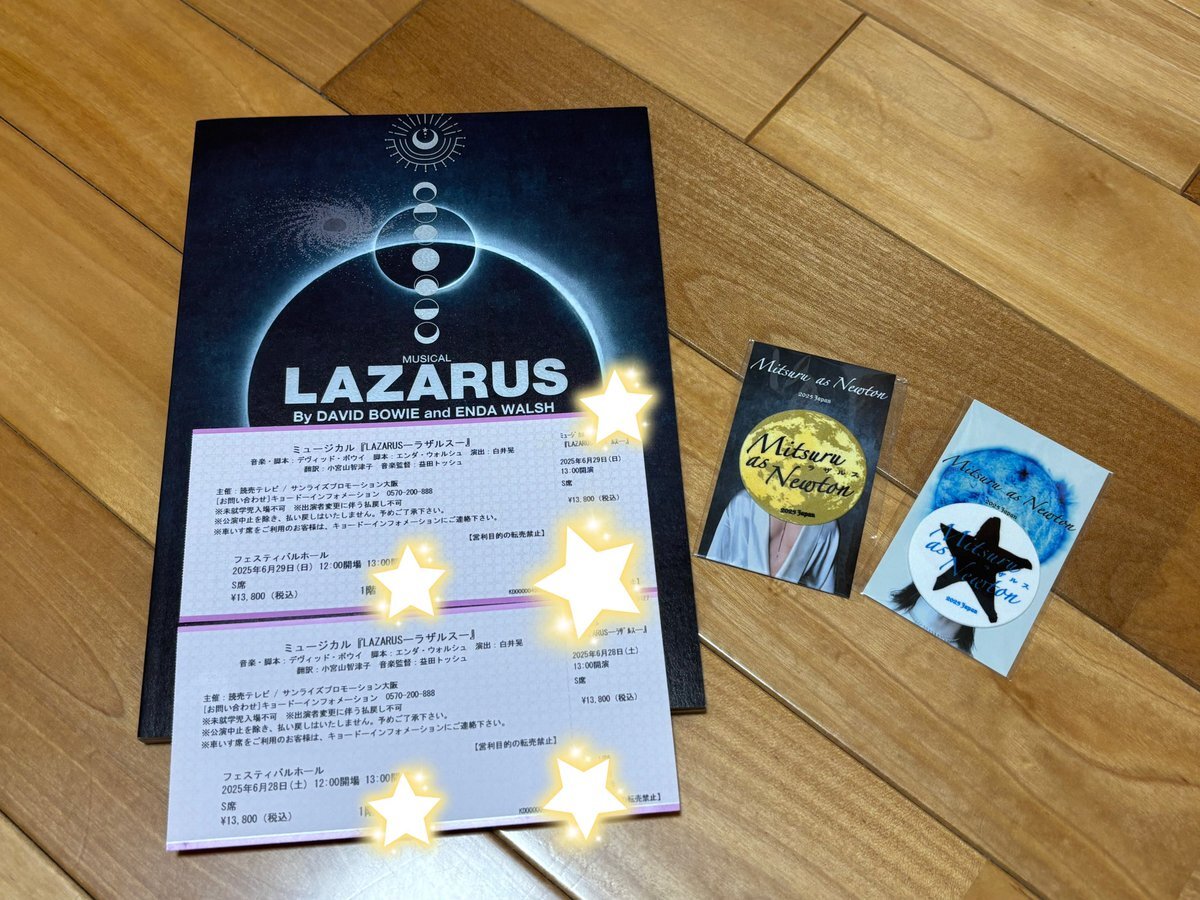 MUSICAL
LAZARUS
By DAVID BOWIE and ENDA WALSH
ミュージカル『LAZARUSーラザルスー』
音楽・脚本:デヴィッド・ボウイ 脚本:エンダ・ウォルシュ 演出:白井晃
翻訳:小宮山智津子 音楽監督:益田トッシュ
主催:読売テレビ / サンライズプロモーション大阪
[お問い合わせ]キョードーインフォメーション 0570-200-888
※未就学児入場不可 ※出演者変更に伴う払戻し不可
※公演中止を除き、払い戻しはいたしません。予めご了承下さい。
※車いす席をご利用のお客様は、キョードーインフォメーションにご連絡下さい。
【営利目的の転売禁止】
フェスティバルホール
2025年6月29日(日) 12:00開場 13:00
S席
¥13,800(税込)
1階
『LAZARUSーラザルスー』
2025年6月29日(日)
13:00開演
S席
¥13,800(税込)
ミュージカル『LAZARUSーラザルスー』
音楽・脚本:デヴィッド・ボウイ 脚本:エンダ・ウォルシュ 演出:白井晃
翻訳:小宮山智津子 音楽監督:益田トッシュ
主催:読売テレビ / サンライズプロモーション大阪
[お問い合わせ]キョードーインフォメーション 0570-200-888
※未就学児入場不可 ※出演者変更に伴う払戻し不可
※公演中止を除き、払い戻しはいたしません。予めご了承下さい。
※車いす席をご利用のお客様は、キョードーインフォメーションにご連絡下さい。
【営利目的の転売禁止】
フェスティバルホール
2025年6月28日(土) 12:00開場 13:00
S席
¥13,800(税込)
1階
2025年6月28日(土)
13:00開演
S席
¥13,800(税込)
転売禁止】
Mitsuru as Newton
2025 Japan
Mitsuru
as Newton
ラザルス
2025 Japan
Mitsuru as Newton
2025 Japan
Mitsuru
as Newton
2025 Japan